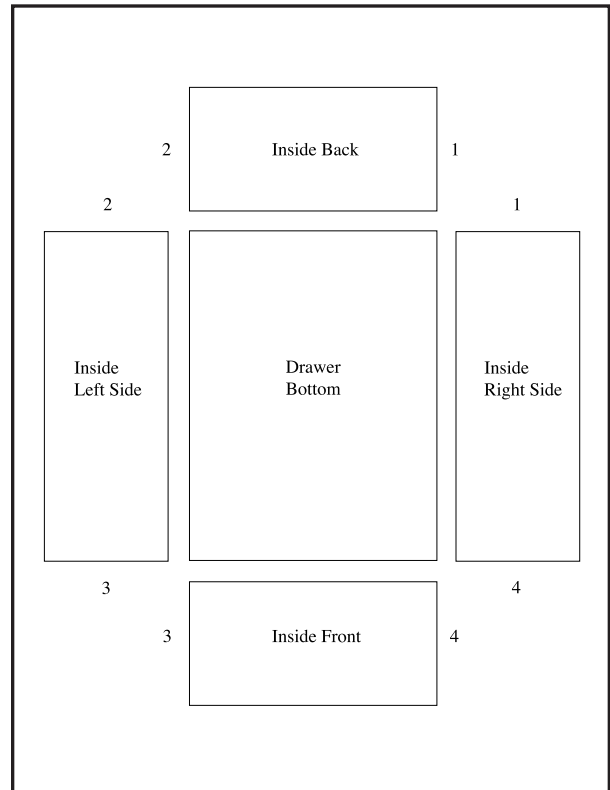 2 Inside Back 1
2 1
Inside
Left Side
Drawer
Bottom
Inside
Right Side
3 4
3 Inside Front 4